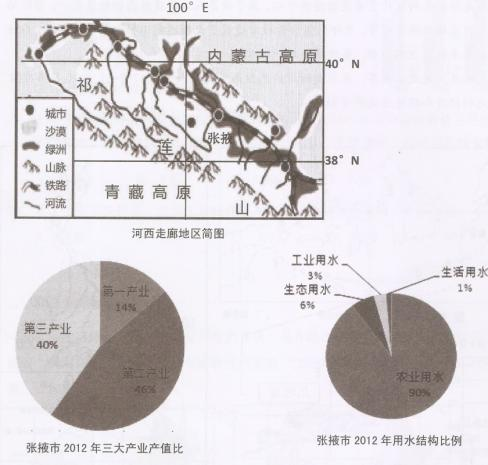 100° E
内蒙古高原
40° N
祁
城市
沙漠
绿洲
山脉
铁路
河流
张掖
连
38° N
青藏高原
山
河西走廊地区简图
第一产业
14%
第三产业
40%
第二产业
46%
张掖市 2012 年三大产业产值比
工业用水
3%
生活用水
1%
生态用水
6%
农业用水
90%
张掖市 2012 年用水结构比例